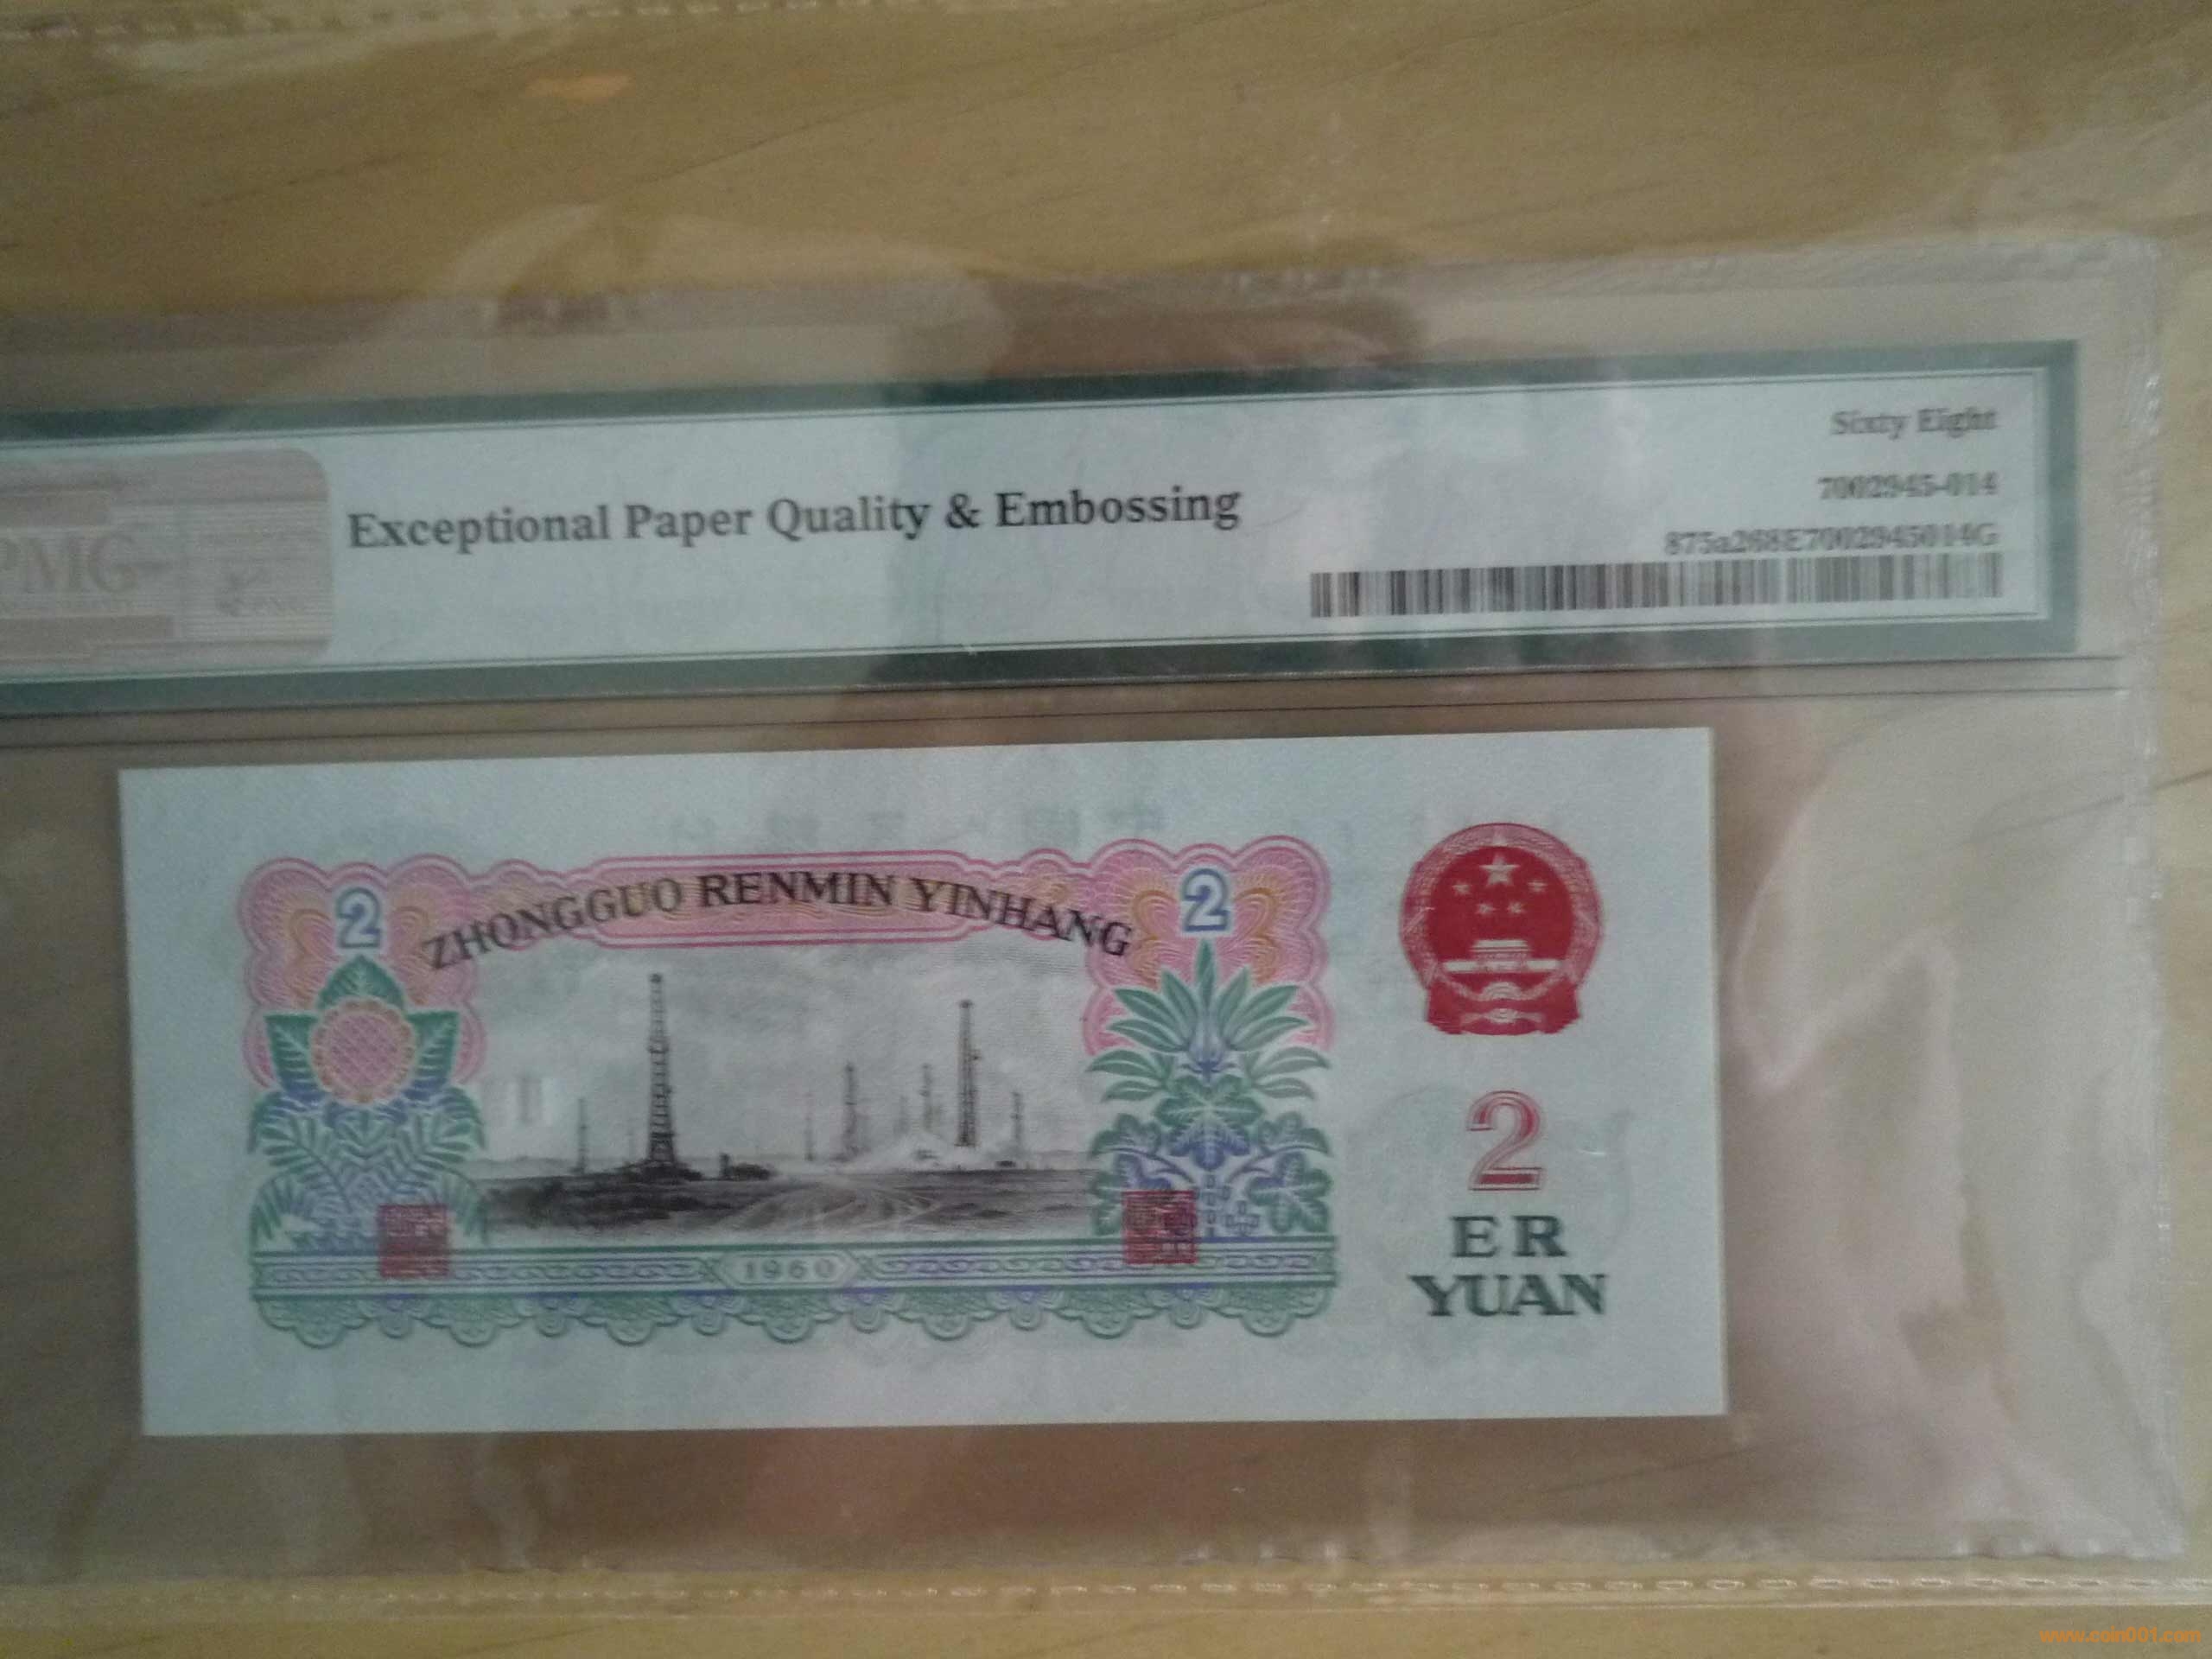 Sixty Eight
7002945-014
PMG
Exceptional Paper Quality & Embossing
875a268E7002945014G
2
ZHONGGUO RENMIN YINHANG
2
1960
2
ER
YUAN
www.coin001.com